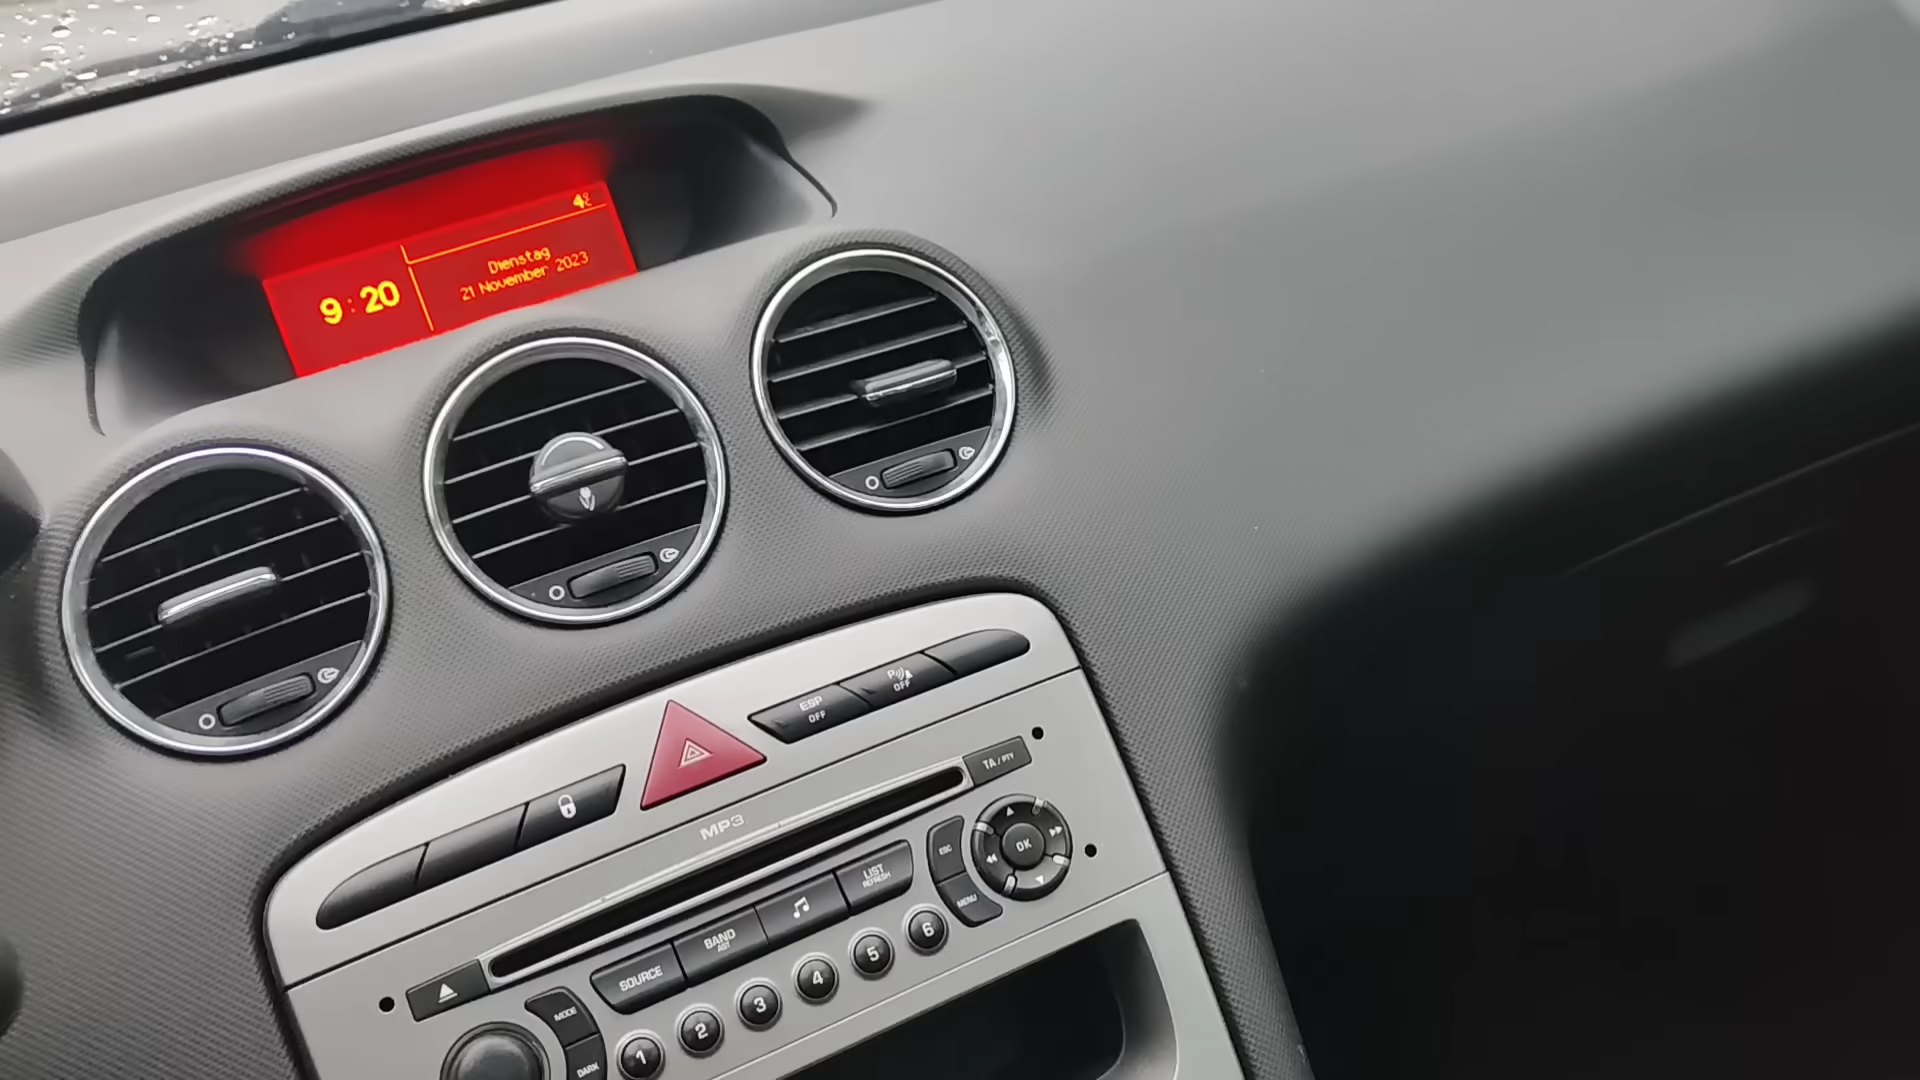 4°C
9:20
Dienstag
21 November 2023
ESP
OFF
P
OFF
TA / PTY
MP3
ESC
OK
MENU
LIST
REFRESH
BAND
AST
SOURCE
MODE
DARK
1
2
3
4
5
6